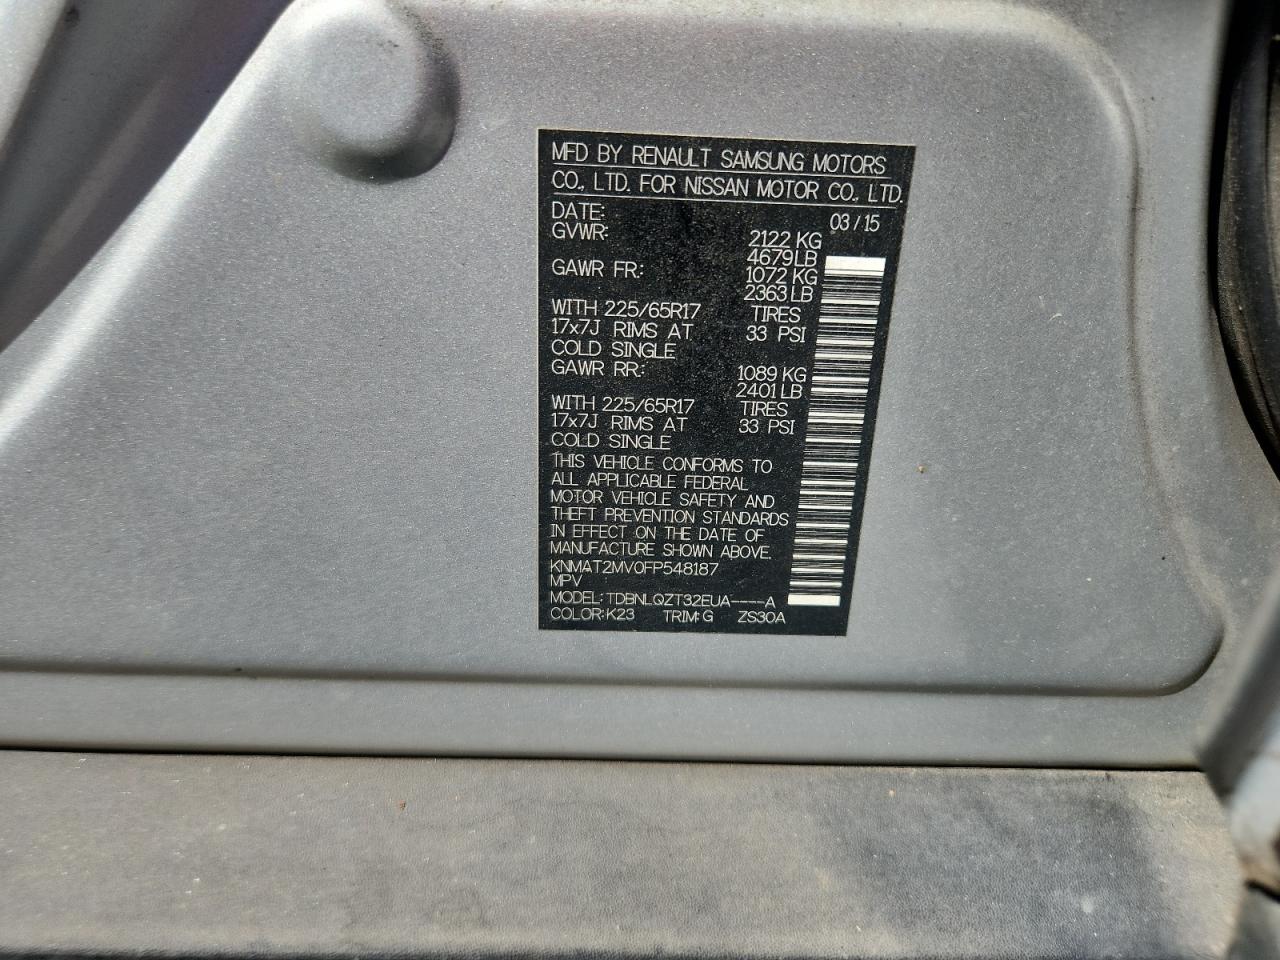 MFD BY RENAULT SAMSUNG MOTORS
CO., LTD. FOR NISSAN MOTOR CO., LTD.
DATE: 03/15
GVWR: 2122 KG
4679 LB
GAWR FR: 1072 KG
2363 LB
WITH 225/65R17 TIRES
17x7J RIMS AT 33 PSI
COLD SINGLE
GAWR RR: 1089 KG
2401 LB
WITH 225/65R17 TIRES
17x7J RIMS AT 33 PSI
COLD SINGLE
THIS VEHICLE CONFORMS TO
ALL APPLICABLE FEDERAL
MOTOR VEHICLE SAFETY AND
THEFT PREVENTION STANDARDS
IN EFFECT ON THE DATE OF
MANUFACTURE SHOWN ABOVE.
KNMAT2MV0FP548187
MPV
MODEL: TDBNLQZT32EUA----A
COLOR:K23 TRIM:G ZS30A